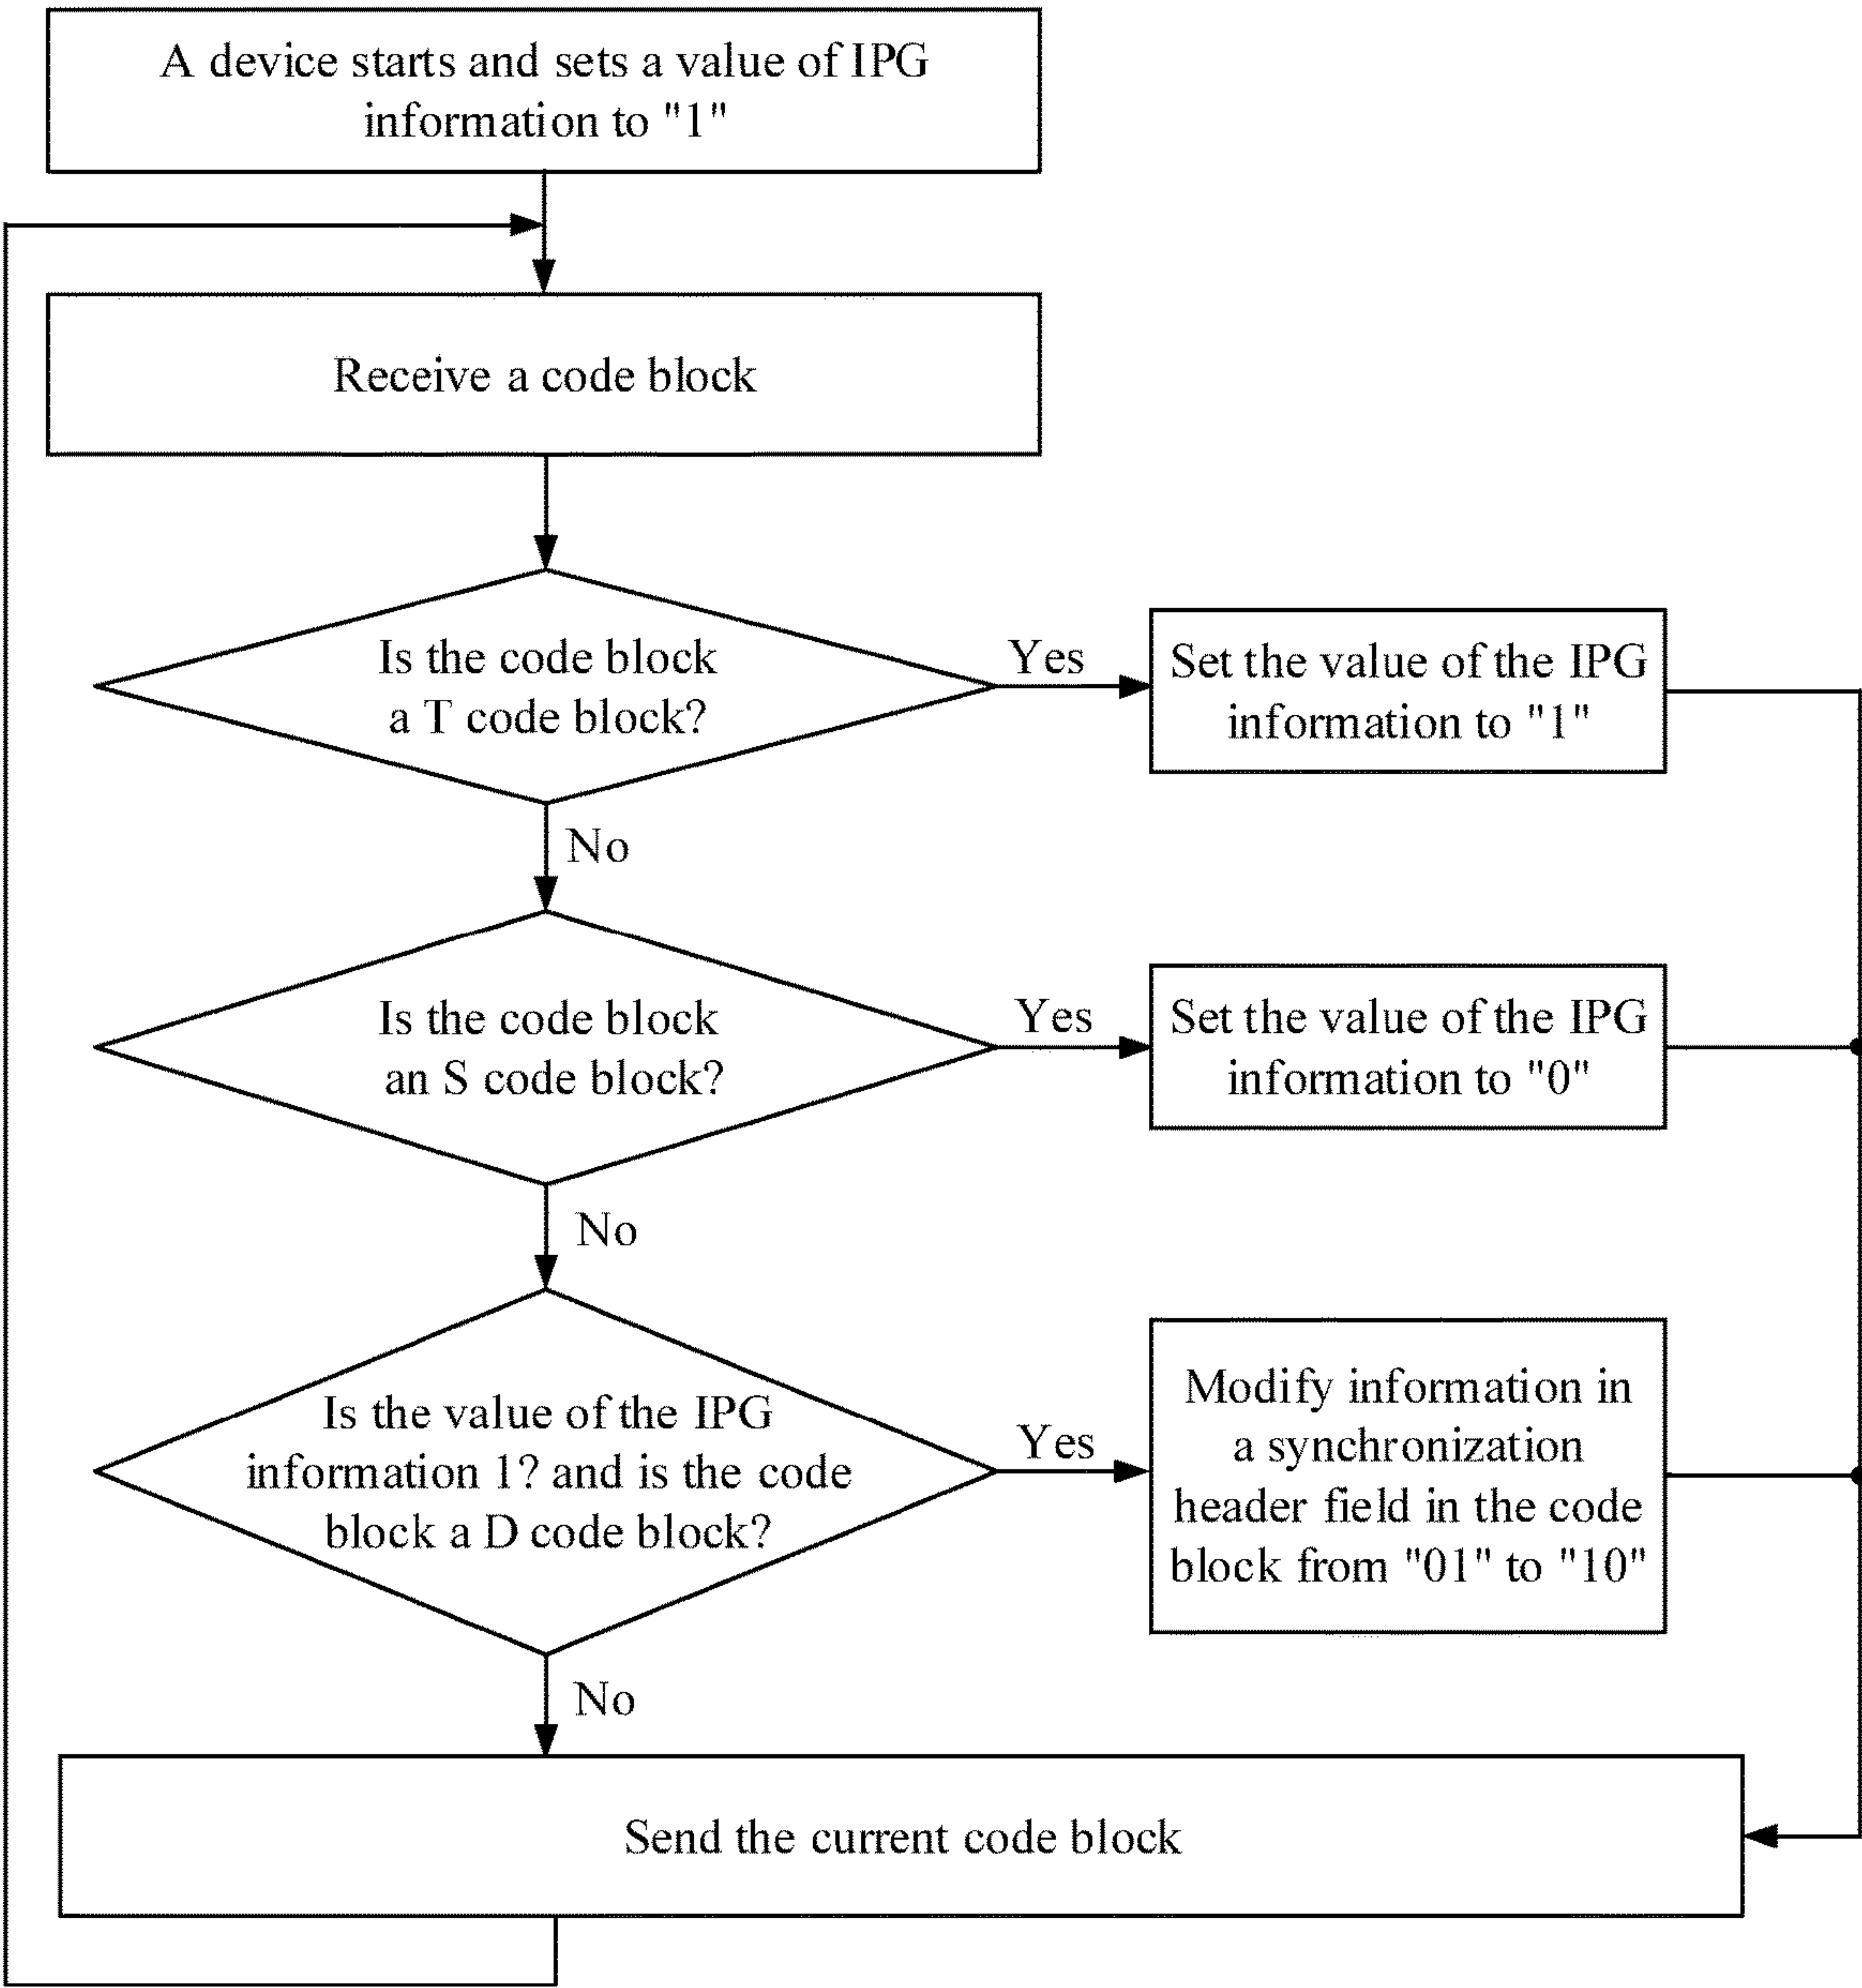 A device starts and sets a value of IPG
information to "1"
Receive a code block
Is the code block
a T code block?
Yes
Set the value of the IPG
information to "1"
No
Is the code block
an S code block?
Yes
Set the value of the IPG
information to "0"
No
Is the value of the IPG
information 1? and is the code
block a D code block?
Yes
Modify information in
a synchronization
header field in the code
block from "01" to "10"
No
Send the current code block